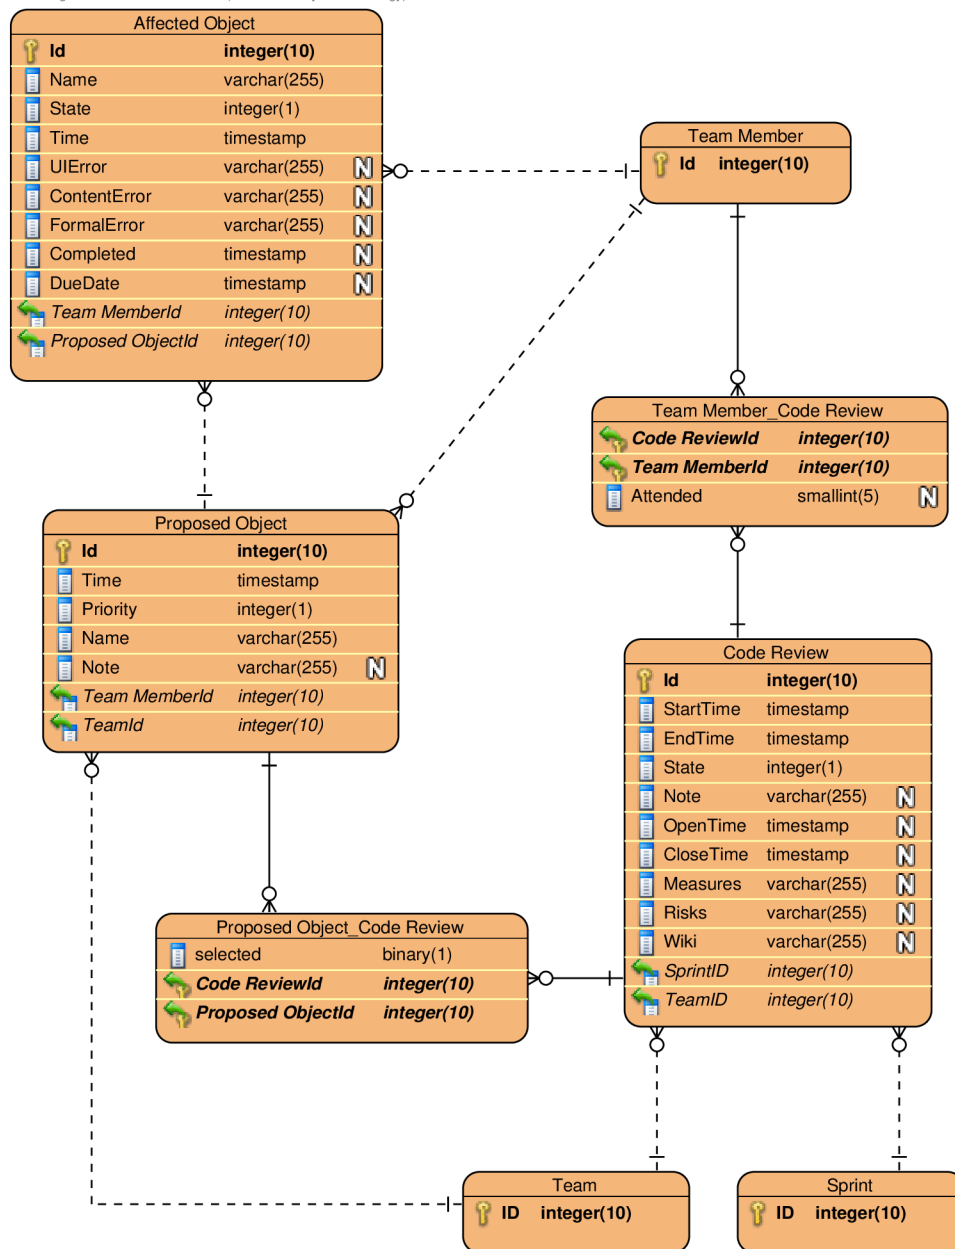 Affected Object
Id integer(10)
Name varchar(255)
State integer(1)
Time timestamp
UIError varchar(255) N
ContentError varchar(255) N
FormalError varchar(255) N
Completed timestamp N
DueDate timestamp N
Team MemberId integer(10)
Proposed ObjectId integer(10)
Team Member
Id integer(10)
Team Member_Code Review
Code ReviewId integer(10)
Team MemberId integer(10)
Attended smallint(5) N
Proposed Object
Id integer(10)
Time timestamp
Priority integer(1)
Name varchar(255)
Note varchar(255) N
Team MemberId integer(10)
TeamId integer(10)
Code Review
Id integer(10)
StartTime timestamp
EndTime timestamp
State integer(1)
Note varchar(255) N
OpenTime timestamp N
CloseTime timestamp N
Measures varchar(255) N
Risks varchar(255) N
Wiki varchar(255) N
SprintID integer(10)
TeamID integer(10)
Proposed Object_Code Review
selected binary(1)
Code ReviewId integer(10)
Proposed ObjectId integer(10)
Team
ID integer(10)
Sprint
ID integer(10)